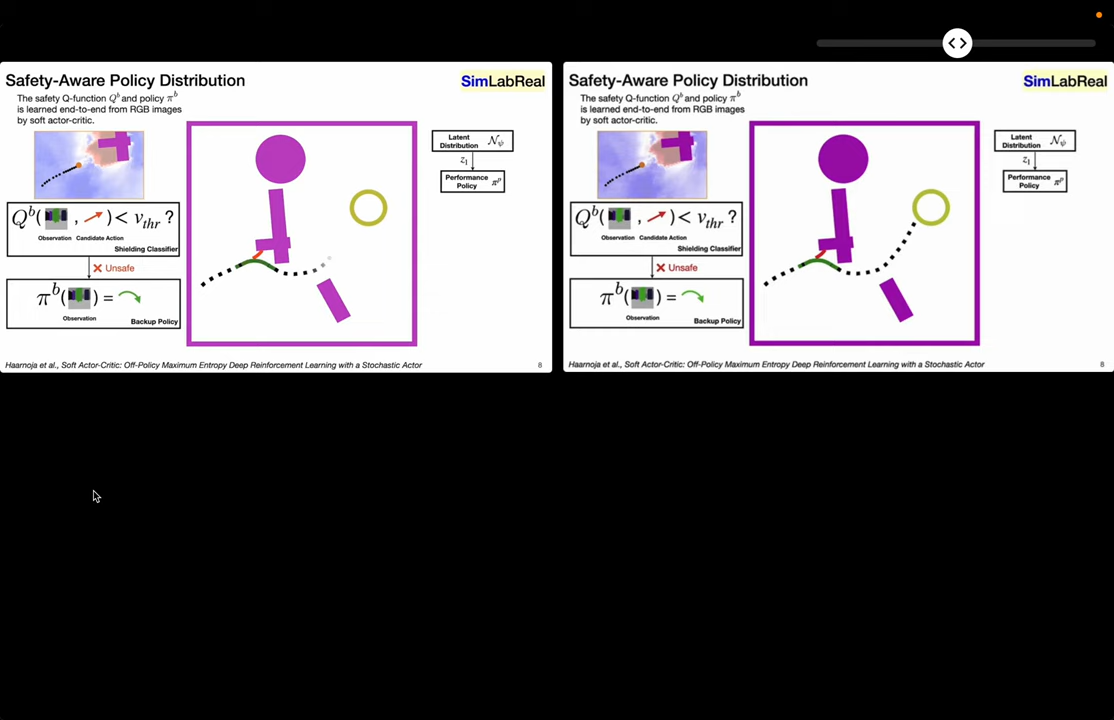 Safety-Aware Policy Distribution
SimLabReal
The safety Q-function Q^b and policy π^b
is learned end-to-end from RGB images
by soft actor-critic.
Q^b( , ) < v_thr ?
Observation Candidate Action
Shielding Classifier
Unsafe
π^b( ) =
Observation
Backup Policy
Latent
Distribution 𝒩_ψ
z₁
Performance
Policy π^p
Haarnoja et al., Soft Actor-Critic: Off-Policy Maximum Entropy Deep Reinforcement Learning with a Stochastic Actor
8
Safety-Aware Policy Distribution
SimLabReal
The safety Q-function Q^b and policy π^b
is learned end-to-end from RGB images
by soft actor-critic.
Q^b( , ) < v_thr ?
Observation Candidate Action
Shielding Classifier
Unsafe
π^b( ) =
Observation
Backup Policy
Latent
Distribution 𝒩_ψ
z₁
Performance
Policy π^p
Haarnoja et al., Soft Actor-Critic: Off-Policy Maximum Entropy Deep Reinforcement Learning with a Stochastic Actor
8